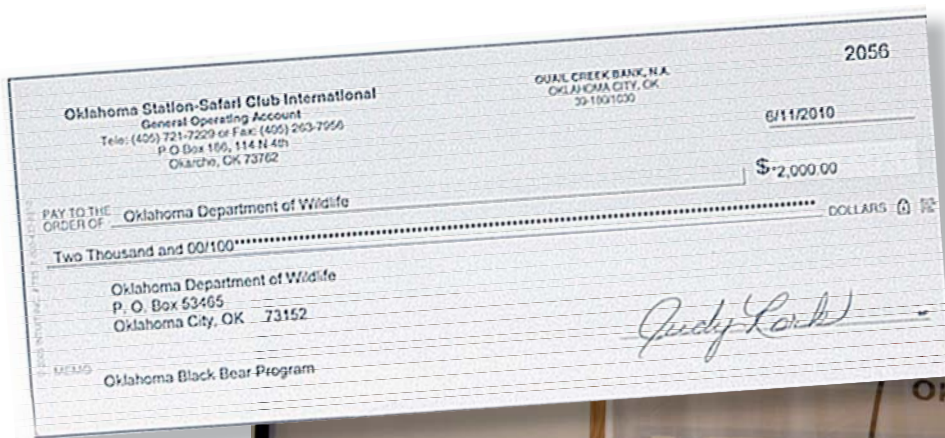 2056
Oklahoma Station-Safari Club International
General Operating Account
Tele: (405) 721-7229 or Fax: (405) 263-7956
P O Box 166, 114 N 4th
Okarche, OK 73762
QUAIL CREEK BANK, N.A.
OKLAHOMA CITY, OK
6/11/2010
PAY TO THE
ORDER OF Oklahoma Department of Wildlife
$ **2,000.00
Two Thousand and 00/100 DOLLARS
Oklahoma Department of Wildlife
P. O. Box 53465
Oklahoma City, OK 73152
Judy
MEMO Oklahoma Black Bear Program